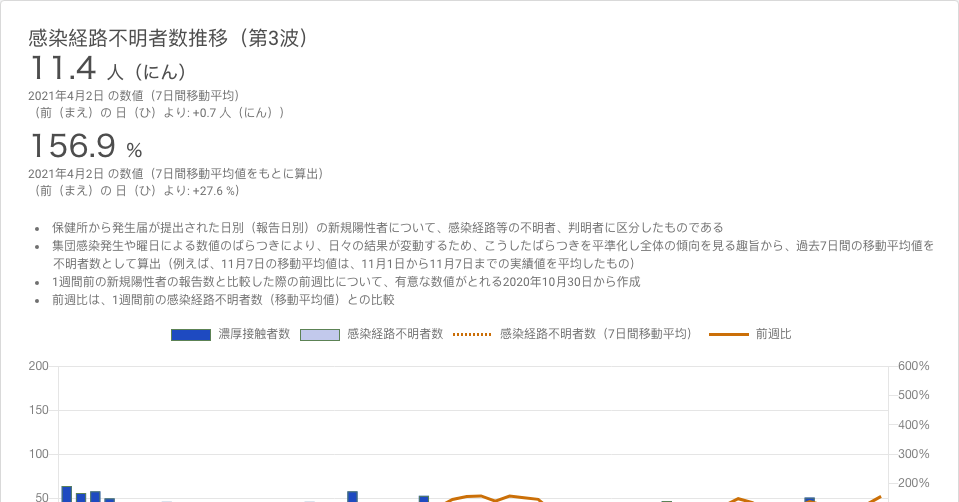 感染経路不明者数推移（第3波）
11.4 人（にん）
2021年4月2日 の数値（7日間移動平均）
（前（まえ）の 日（ひ）より: +0.7 人（にん））
156.9 %
2021年4月2日 の数値（7日間移動平均値をもとに算出）
（前（まえ）の 日（ひ）より: +27.6 %）
• 保健所から発生届が提出された日別（報告日別）の新規陽性者について、感染経路等の不明者、判明者に区分したものである
• 集団感染発生や曜日による数値のばらつきにより、日々の結果が変動するため、こうしたばらつきを平準化し全体の傾向を見る趣旨から、過去7日間の移動平均値を
不明者数として算出（例えば、11月7日の移動平均値は、11月1日から11月7日までの実績値を平均したもの）
• 1週間前の新規陽性者の報告数と比較した際の前週比について、有意な数値がとれる2020年10月30日から作成
• 前週比は、1週間前の感染経路不明者数（移動平均値）との比較
濃厚接触者数 感染経路不明者数 感染経路不明者数（7日間移動平均） 前週比
200 600%
500%
150
400%
100 300%
200%
50